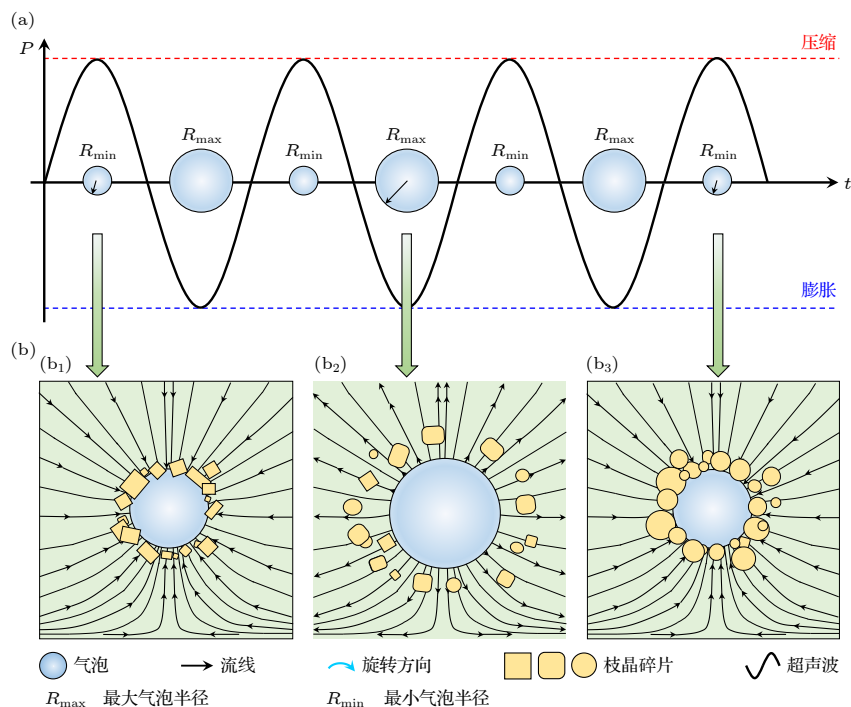 (a)
P
压缩
R_max R_max R_max
R_min R_min R_min R_min
t
膨胀
(b)
(b₁) (b₂) (b₃)
气泡 流线 旋转方向 枝晶碎片 超声波
R_max 最大气泡半径 R_min 最小气泡半径